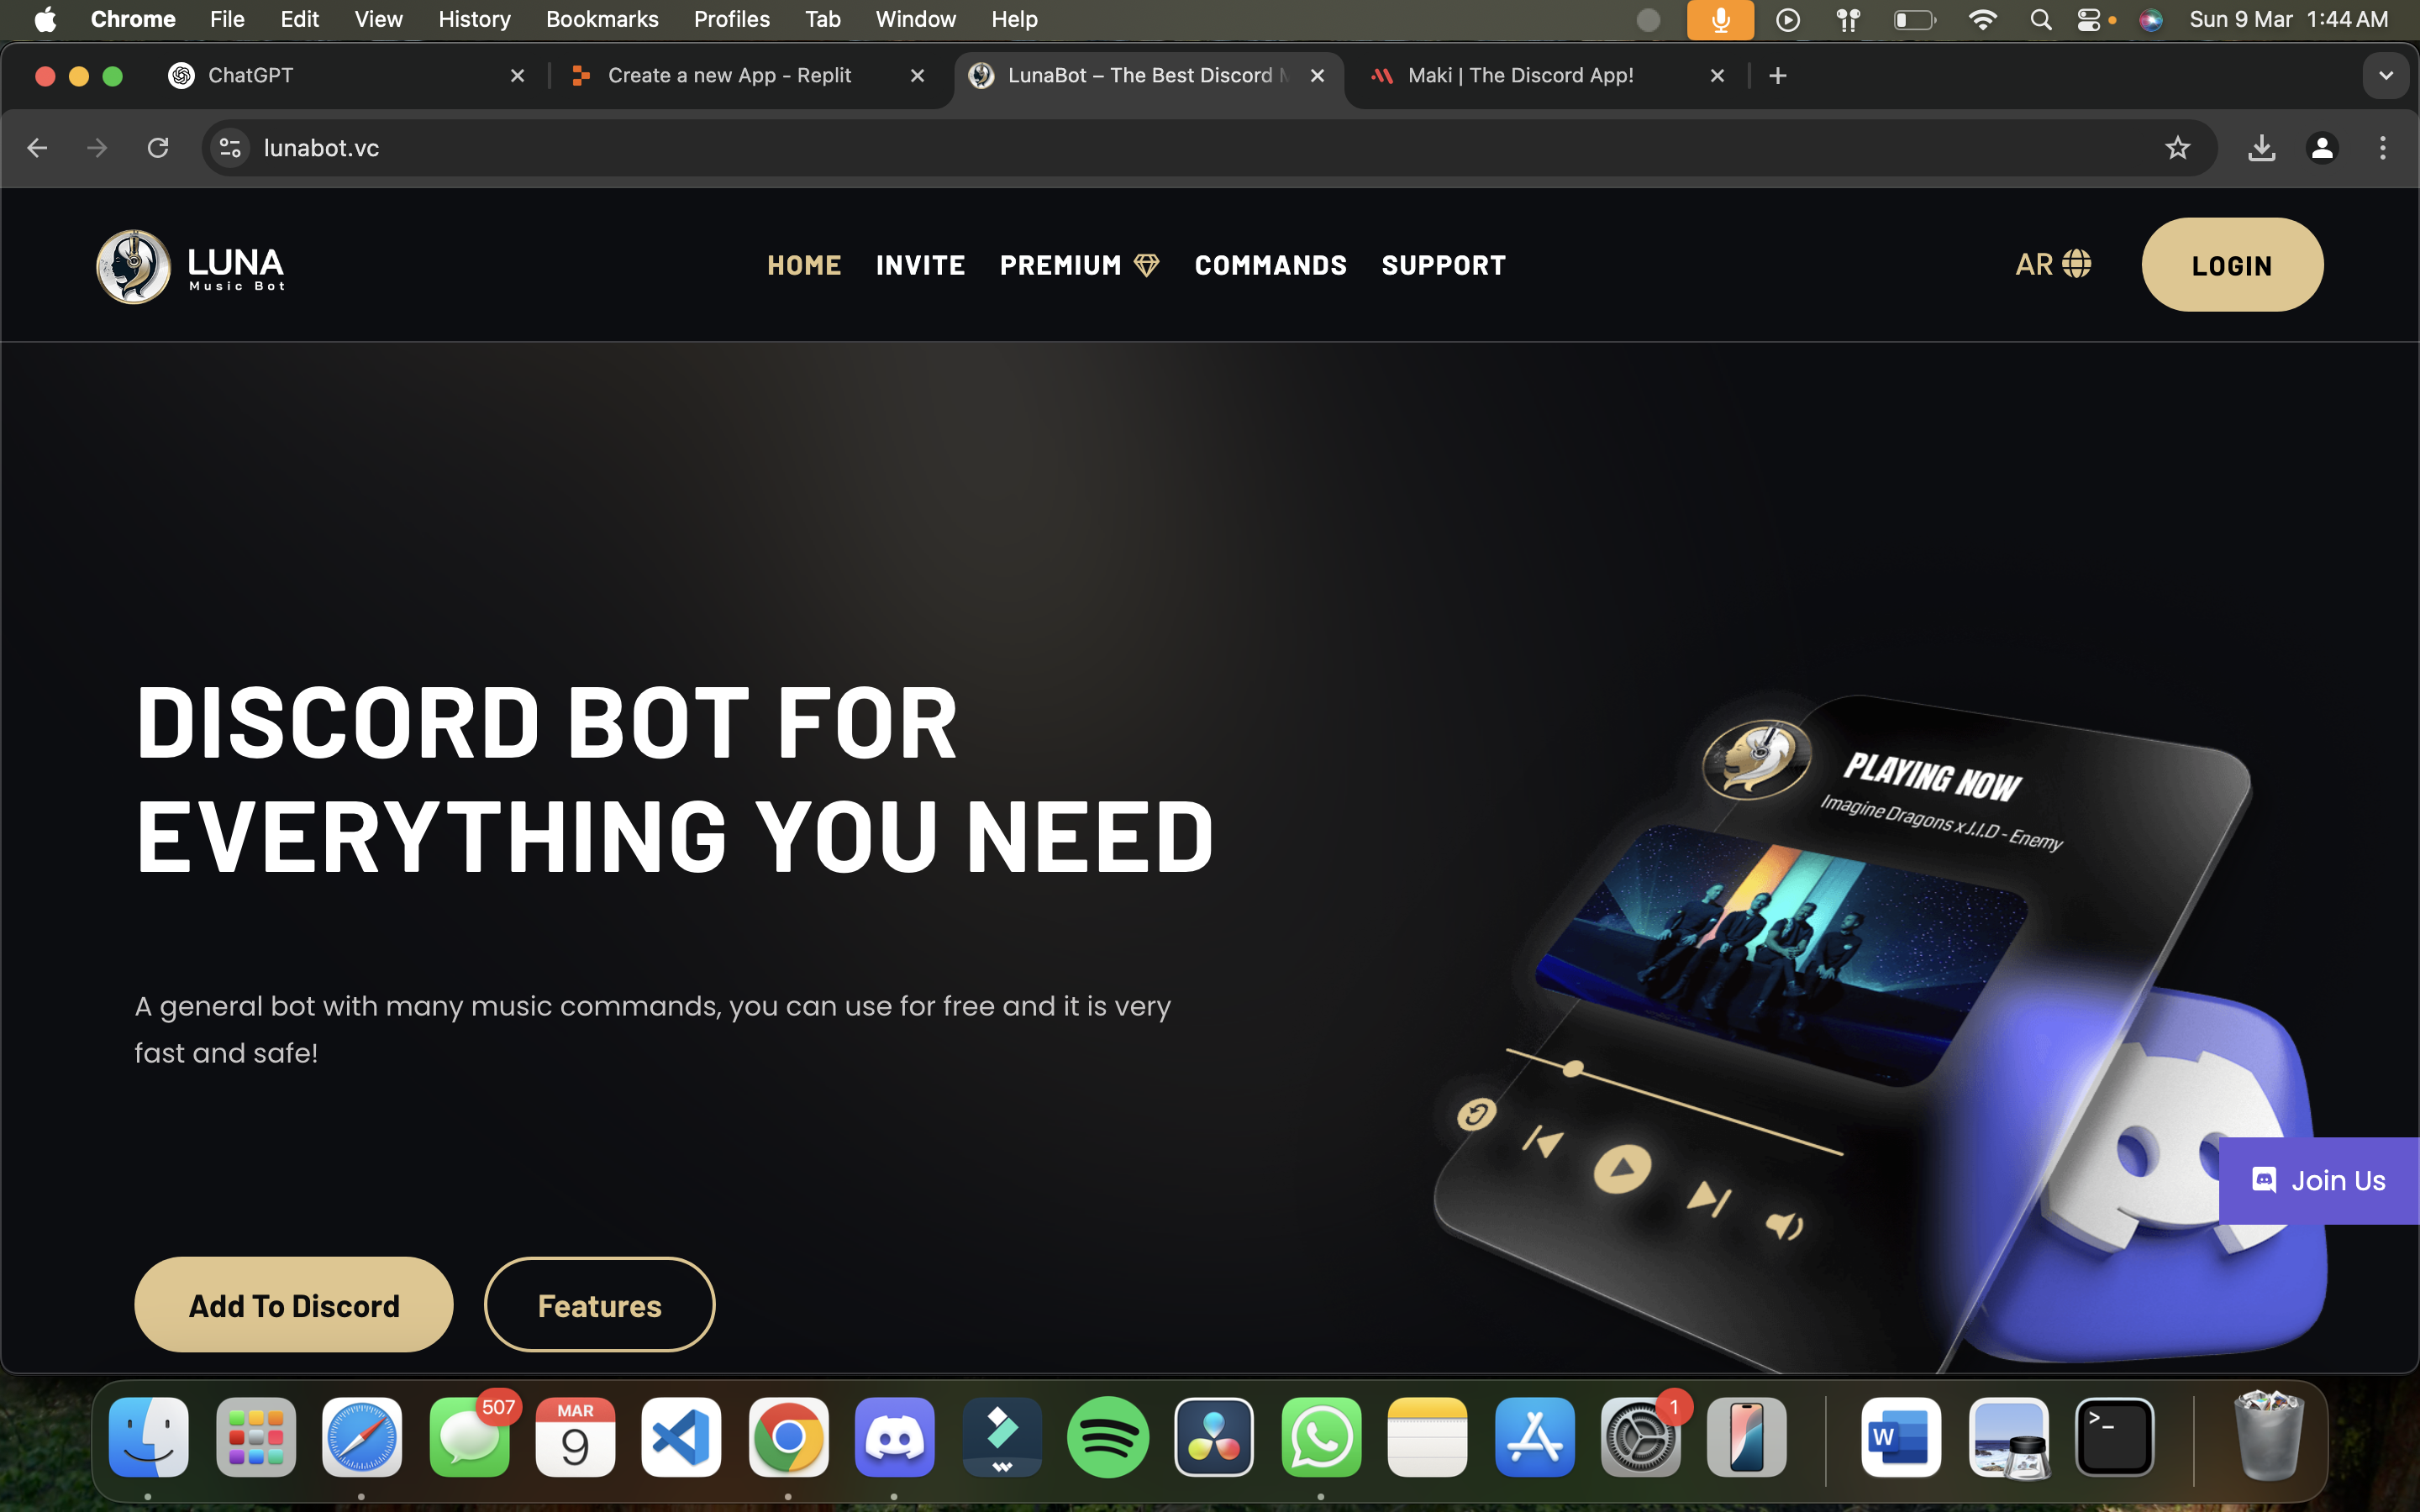 Chrome File Edit View History Bookmarks Profiles Tab Window Help Sun 9 Mar 1:44 AM
ChatGPT Create a new App - Replit LunaBot – The Best Discord Maki | The Discord App!
lunabot.vc
LUNA
Music Bot
HOME INVITE PREMIUM COMMANDS SUPPORT
AR LOGIN
DISCORD BOT FOR
EVERYTHING YOU NEED
A general bot with many music commands, you can use for free and it is very
fast and safe!
Add To Discord Features
PLAYING NOW
Imagine Dragons x J.I.D - Enemy
Join Us
507
MAR
9
1
W
>_